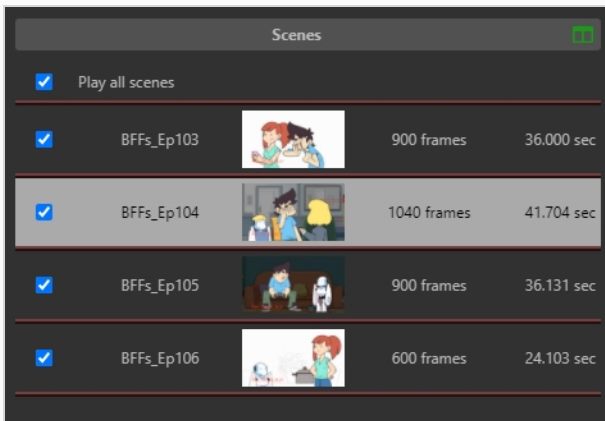 Scenes
Play all scenes
BFFs_Ep103 900 frames 36.000 sec
BFFs_Ep104 1040 frames 41.704 sec
BFFs_Ep105 900 frames 36.131 sec
BFFs_Ep106 600 frames 24.103 sec